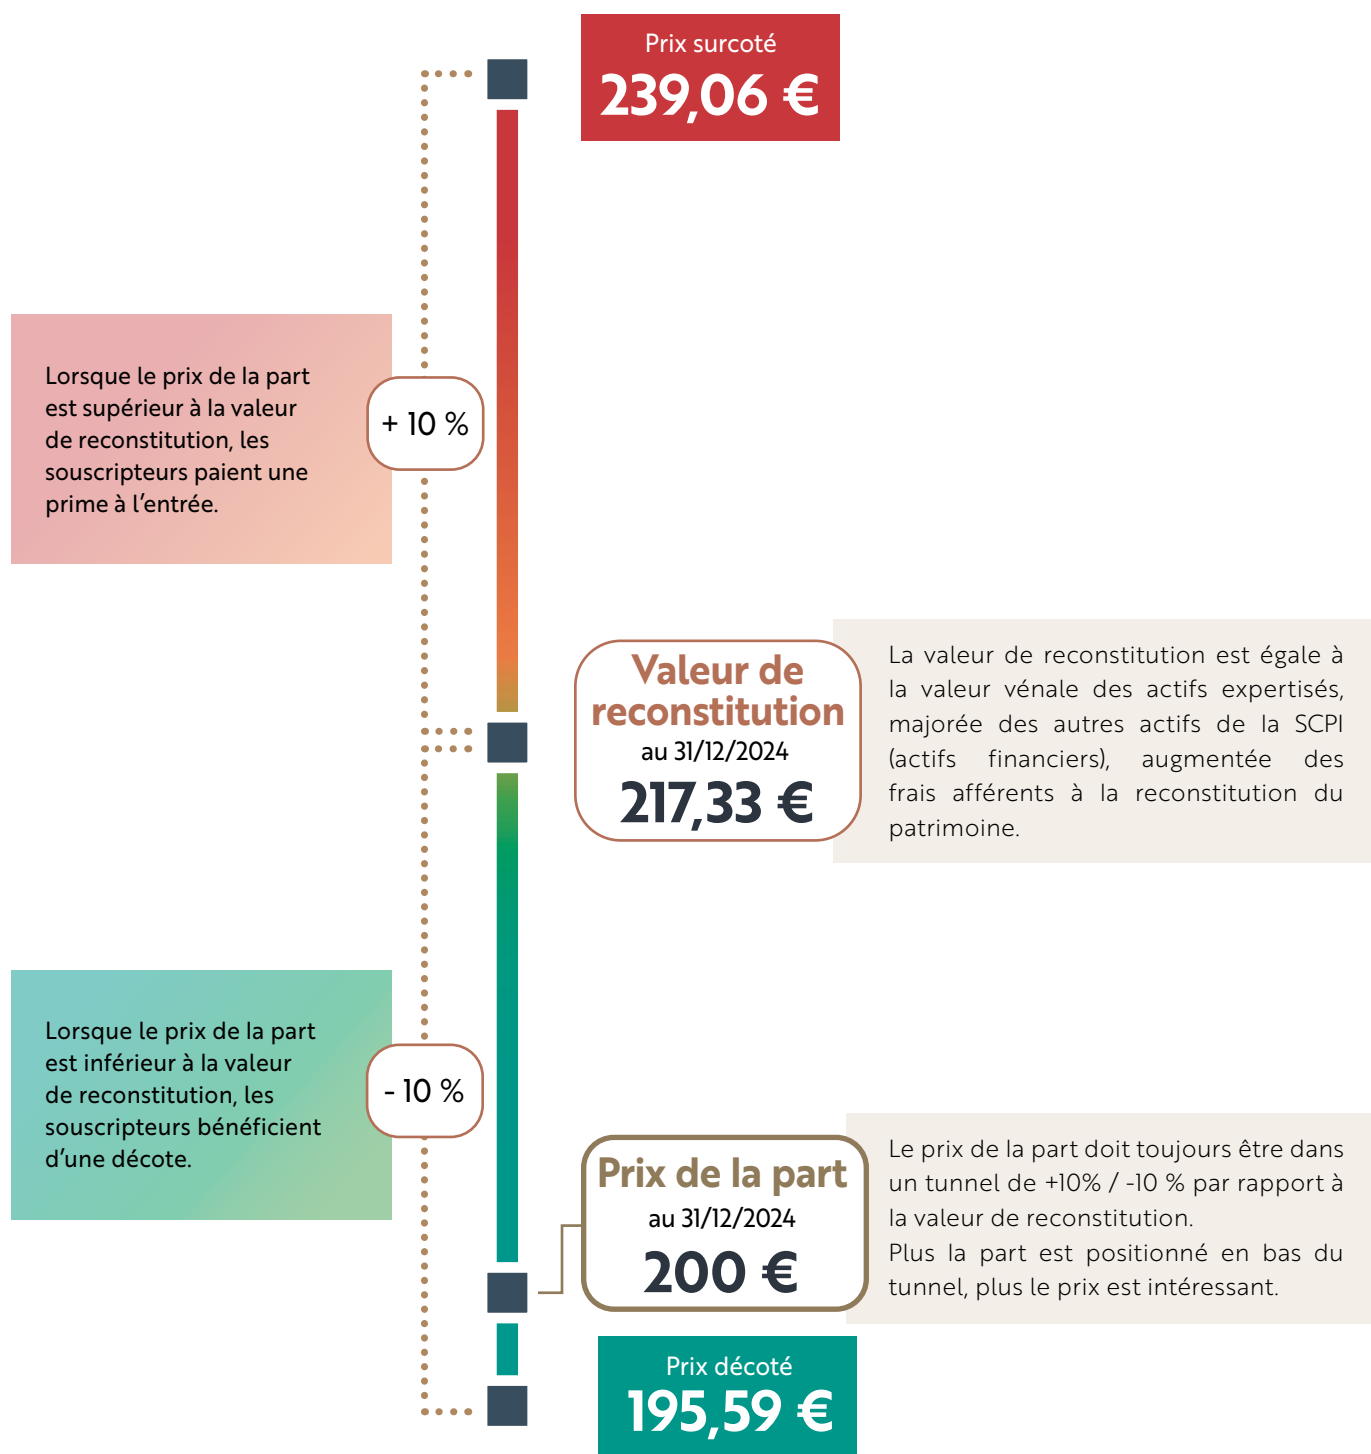 Prix surcoté
239,06 €
Lorsque le prix de la part
est supérieur à la valeur
de reconstitution, les
souscripteurs paient une
prime à l’entrée.
+ 10 %
Valeur de
reconstitution
au 31/12/2024
217,33 €
La valeur de reconstitution est égale à
la valeur vénale des actifs expertisés,
majorée des autres actifs de la SCPI
(actifs financiers), augmentée des
frais afférents à la reconstitution du
patrimoine.
Lorsque le prix de la part
est inférieur à la valeur
de reconstitution, les
souscripteurs bénéficient
d’une décote.
- 10 %
Prix de la part
au 31/12/2024
200 €
Le prix de la part doit toujours être dans
un tunnel de +10% / -10 % par rapport à
la valeur de reconstitution.
Plus la part est positionné en bas du
tunnel, plus le prix est intéressant.
Prix décoté
195,59 €